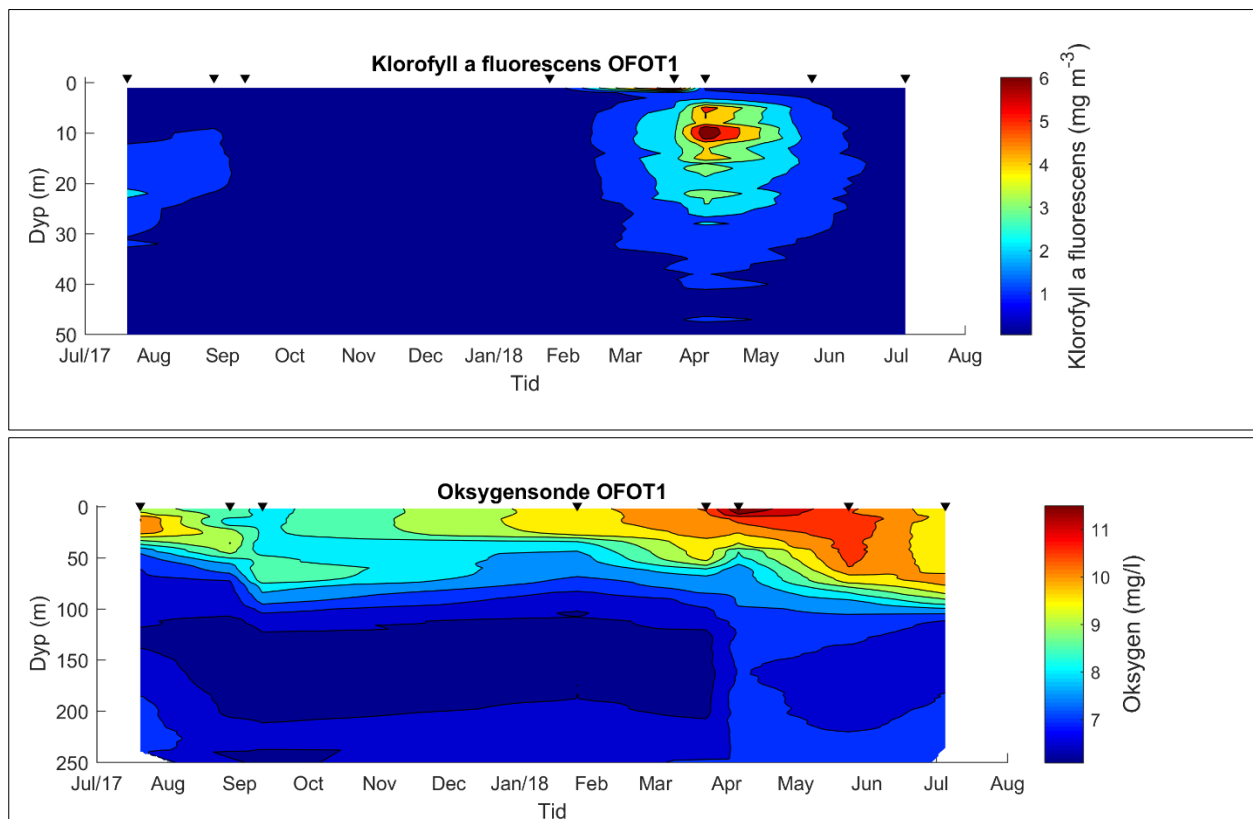 Klorofyll a fluorescens OFOT1
0
10
20
30
40
50
Dyp (m)
Jul/17 Aug Sep Oct Nov Dec Jan/18 Feb Mar Apr May Jun Jul Aug
Tid
6
5
4
3
2
1
Klorofyll a fluorescens (mg m⁻³)
Oksygensonde OFOT1
0
50
100
150
200
250
Dyp (m)
Jul/17 Aug Sep Oct Nov Dec Jan/18 Feb Mar Apr May Jun Jul Aug
Tid
11
10
9
8
7
Oksygen (mg/l)